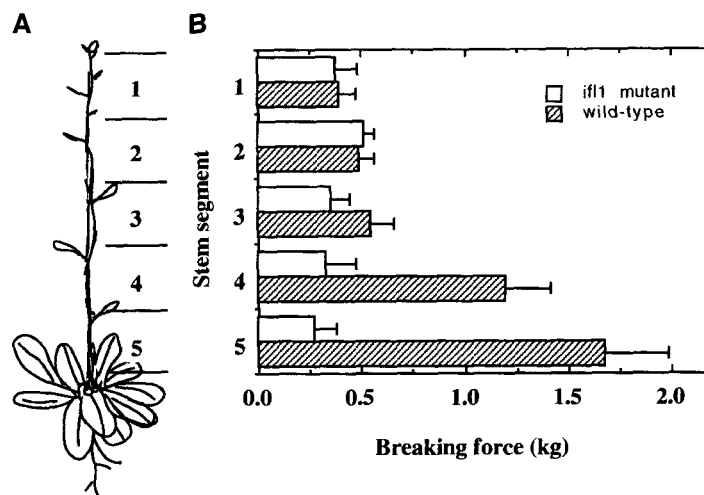 A
B
1
2
3
4
5
Stem segment
1
2
3
4
5
ifl1 mutant
wild-type
0.0 0.5 1.0 1.5 2.0
Breaking force (kg)